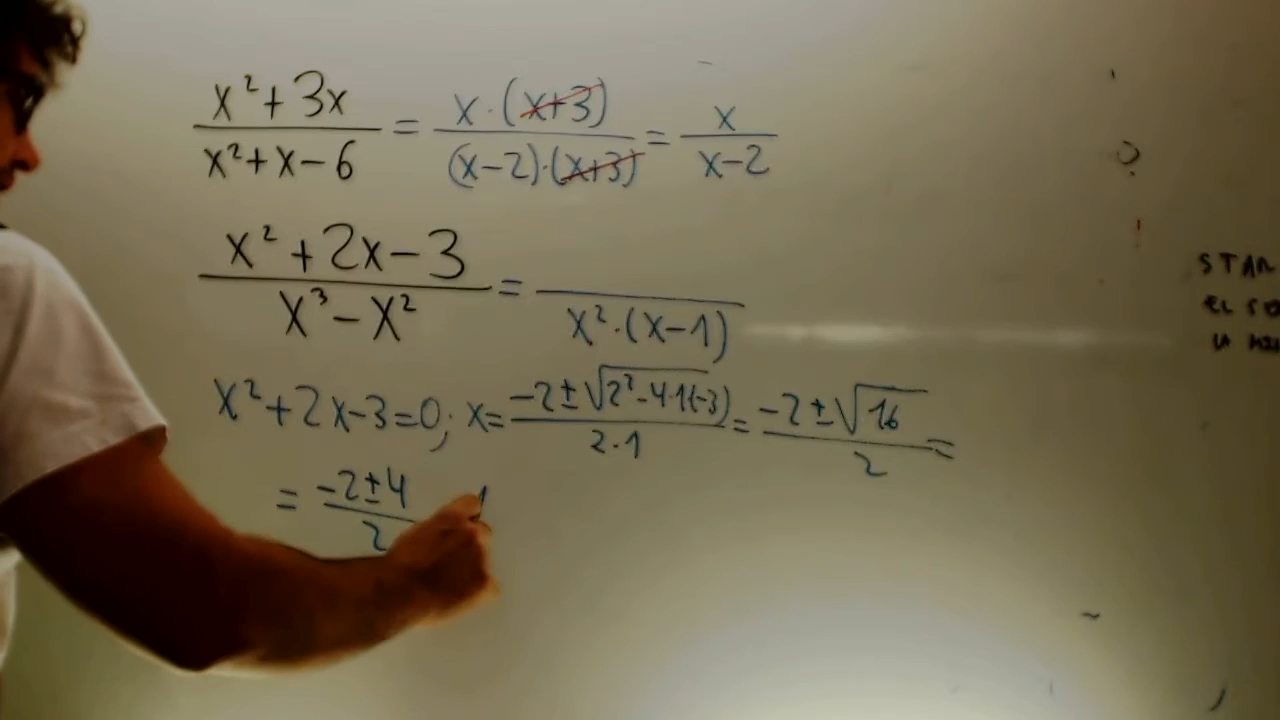 x² + 3x / x² + x - 6 = x · (x+3) / (x-2) · (x+3) = x / x-2
x² + 2x - 3 / x³ - x² = / x² · (x-1)
x² + 2x - 3 = 0; x = -2 ± √2² - 4·1(-3) / 2·1 = -2 ± √16 / 2 =
= -2 ± 4 / 2
EL